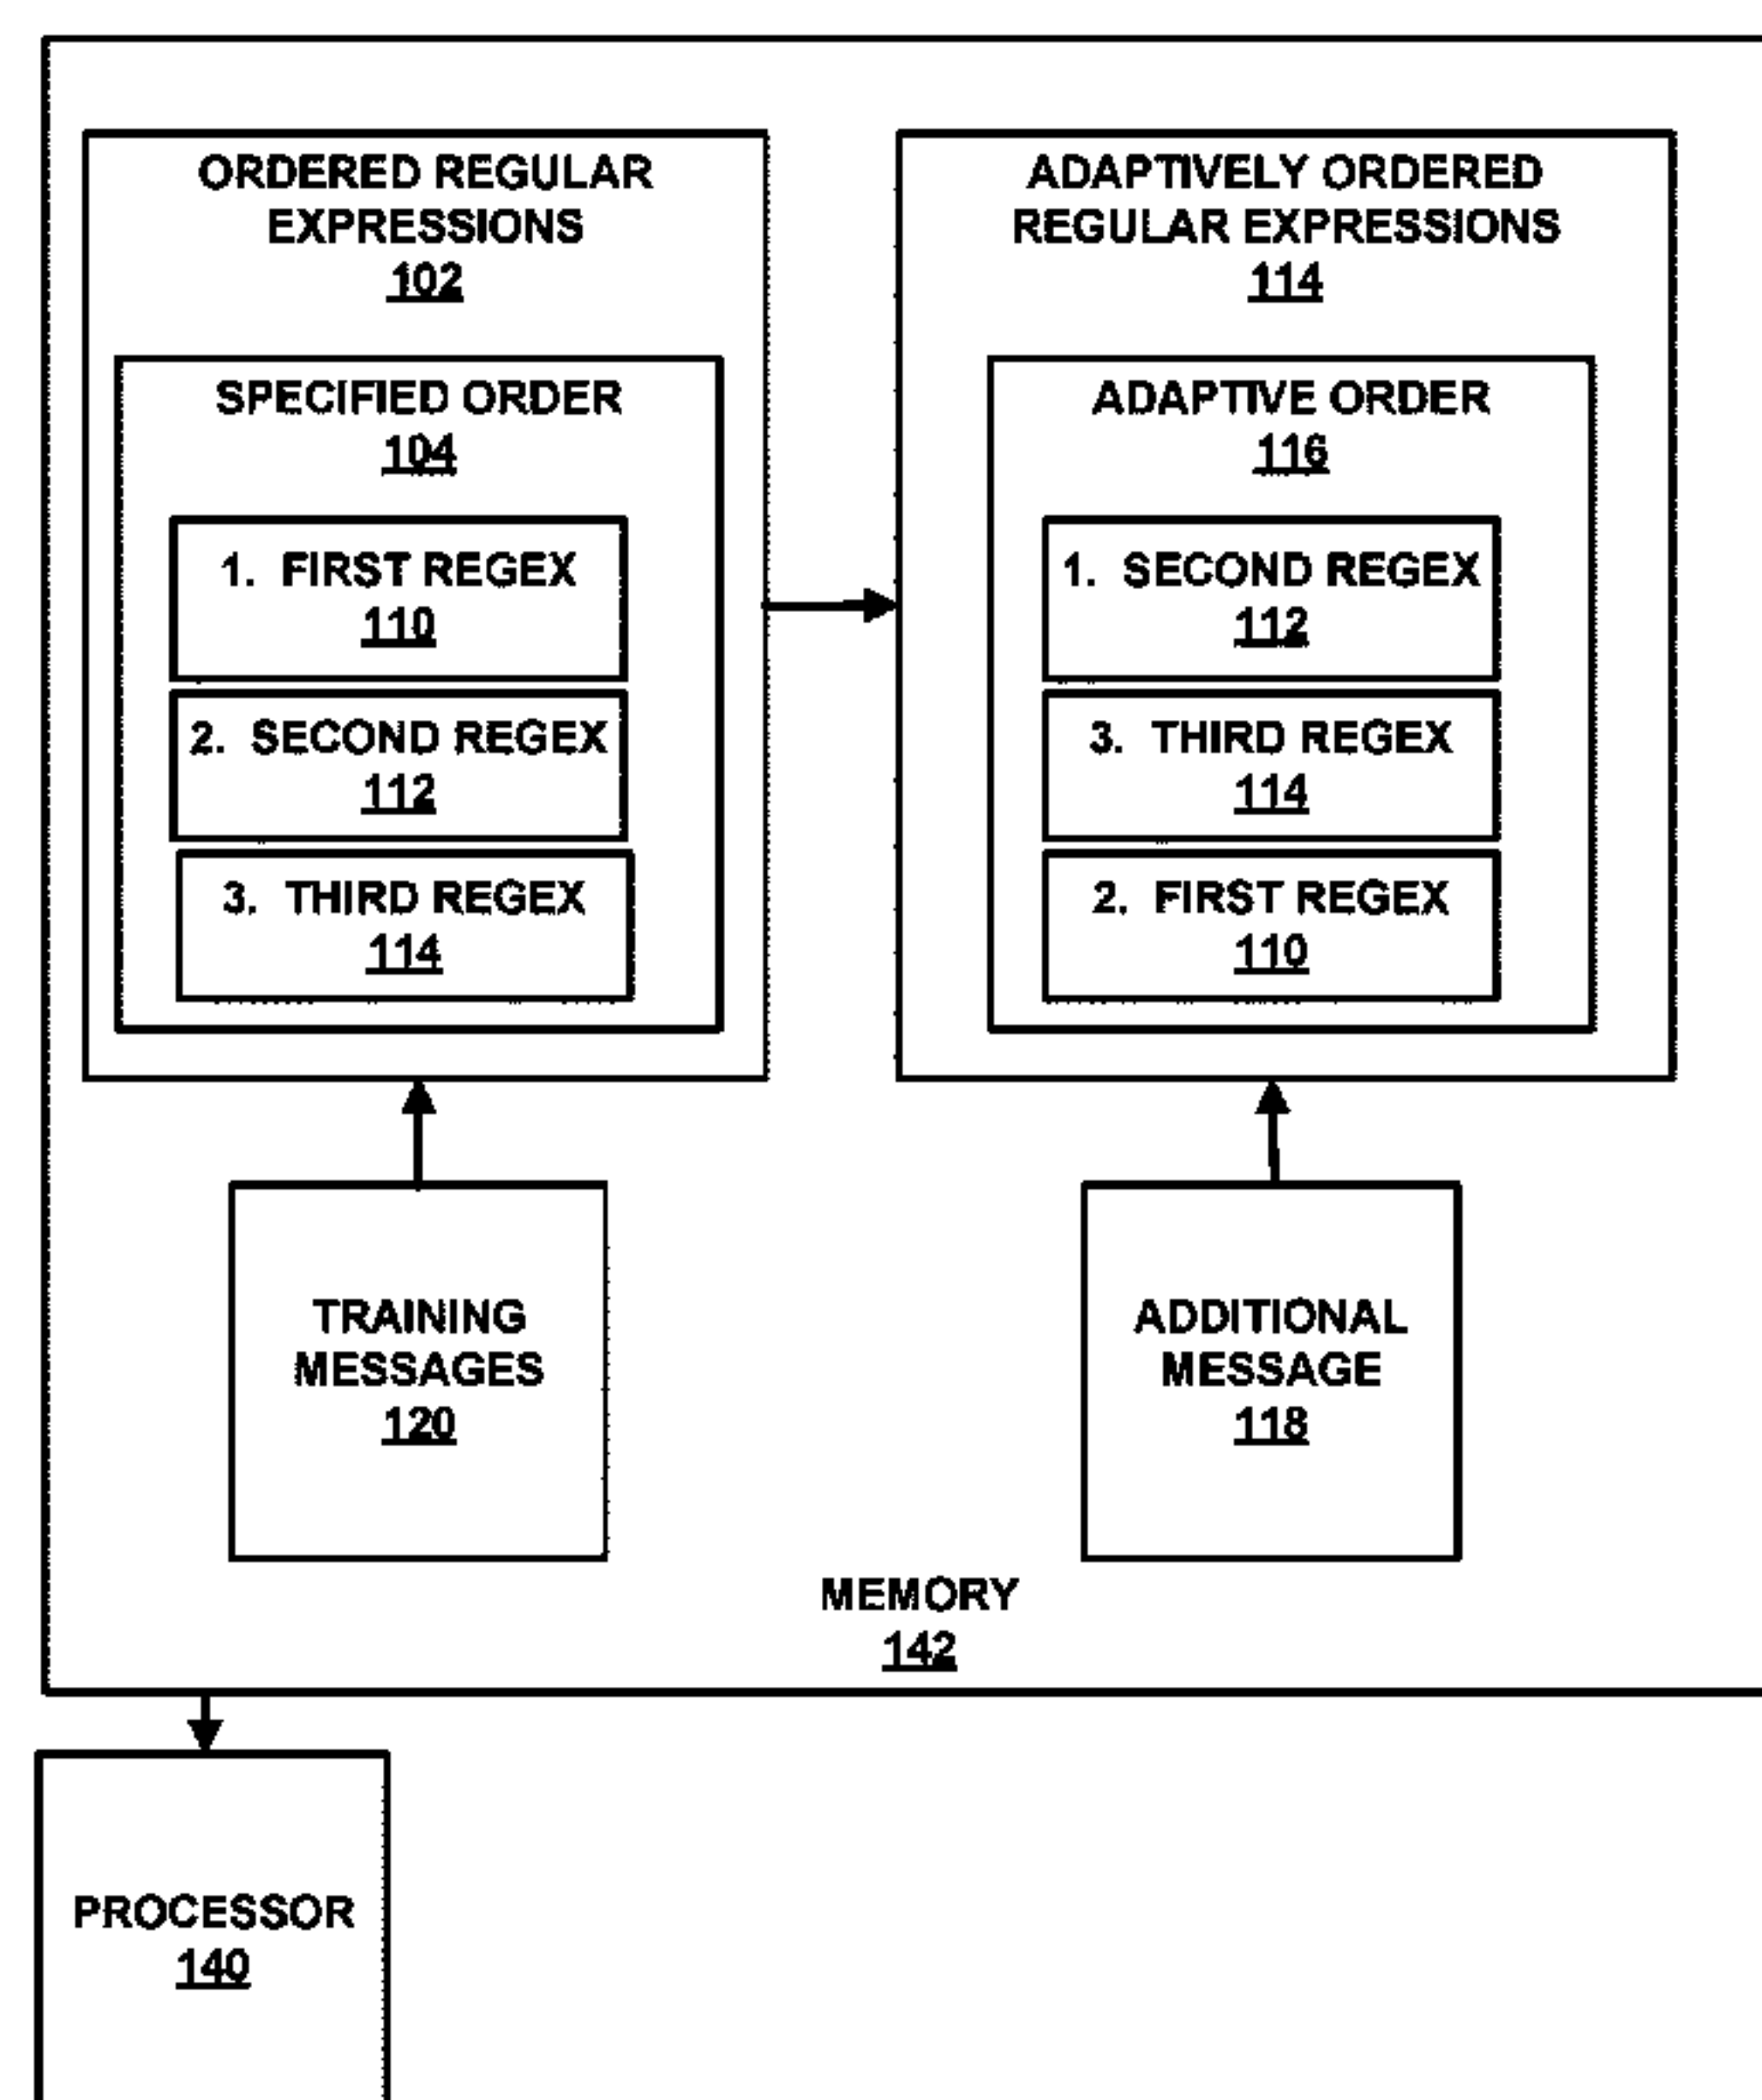 ORDERED REGULAR
EXPRESSIONS
102
SPECIFIED ORDER
104
1. FIRST REGEX
110
2. SECOND REGEX
112
3. THIRD REGEX
114
ADAPTIVELY ORDERED
REGULAR EXPRESSIONS
114
ADAPTIVE ORDER
116
1. SECOND REGEX
112
3. THIRD REGEX
114
2. FIRST REGEX
110
TRAINING
MESSAGES
120
ADDITIONAL
MESSAGE
118
MEMORY
142
PROCESSOR
140